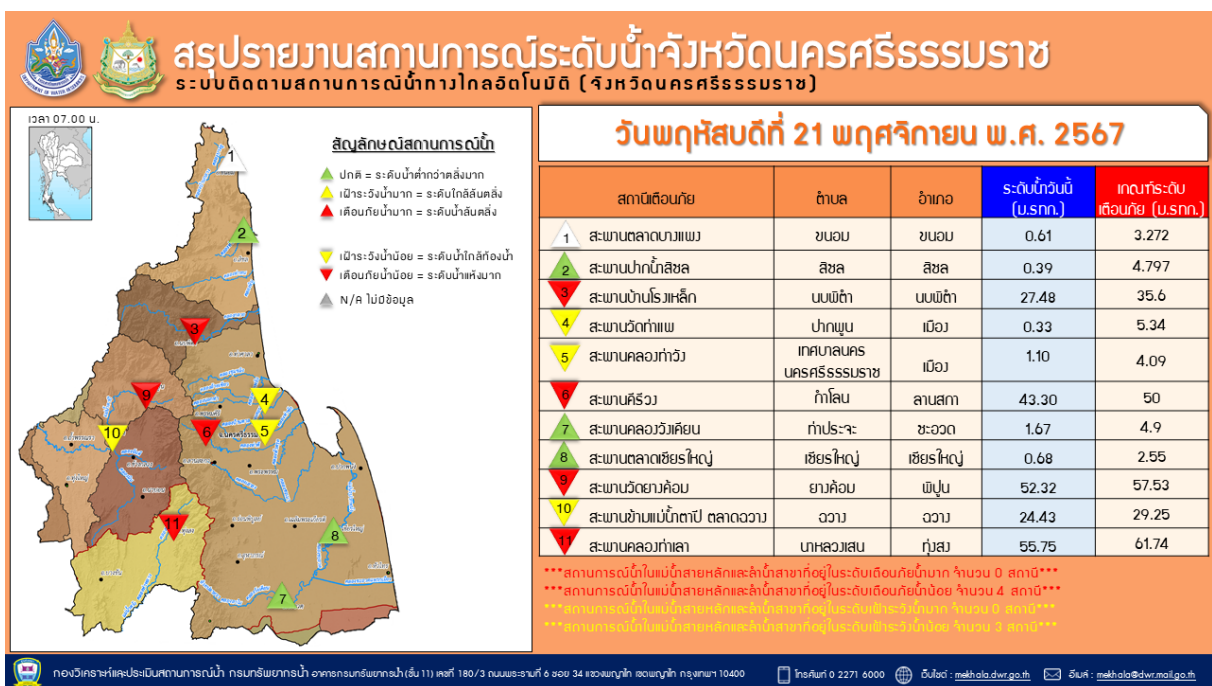 สรุปรายงานสถานการณ์ระดับน้ำจังหวัดนครศรีธรรมราช
ระบบติดตามสถานการณ์น้ำทางไกลอัตโนมัติ (จังหวัดนครศรีธรรมราช)
เวลา 07.00 น.
สัญลักษณ์สถานการณ์น้ำ
ปกติ = ระดับน้ำต่ำกว่าตลิ่งมาก
เฝ้าระวังน้ำมาก = ระดับใกล้ล้นตลิ่ง
เตือนภัยน้ำมาก = ระดับน้ำล้นตลิ่ง
เฝ้าระวังน้ำน้อย = ระดับน้ำใกล้ท้องน้ำ
เตือนภัยน้ำน้อย = ระดับน้ำแห้งมาก
N/A ไม่มีข้อมูล
1
2
3
9
4
10
6
5
11
8
7
วันพฤหัสบดีที่ 21 พฤศจิกายน พ.ศ. 2567
สถานีเตือนภัย ตำบล อำเภอ ระดับน้ำวันนี้ (ม.รทก.) เกณฑ์ระดับเตือนภัย (ม.รทก.)
1 สะพานตลาดบางแพง ขนอม ขนอม 0.61 3.272
2 สะพานปากน้ำสิชล สิชล สิชล 0.39 4.797
3 สะพานบ้านโรงเหล็ก นบพิตำ นบพิตำ 27.48 35.6
4 สะพานวัดท่าแพ ปากพูน เมือง 0.33 5.34
5 สะพานคลองท่าวัง เทศบาลนครนครศรีธรรมราช เมือง 1.10 4.09
6 สะพานคีรีวง กำโลน ลานสกา 43.30 50
7 สะพานคลองวังเคียน ท่าประจะ ชะอวด 1.67 4.9
8 สะพานตลาดเชียรใหญ่ เชียรใหญ่ เชียรใหญ่ 0.68 2.55
9 สะพานวัดยางค้อม ยางค้อม พิปูน 52.32 57.53
10 สะพานข้ามแม่น้ำตาปี ตลาดฉวาง ฉวาง ฉวาง 24.43 29.25
11 สะพานคลองท่าเลา นาหลวงเสน ทุ่งสง 55.75 61.74
***สถานการณ์น้ำในแม่น้ำสายหลักและลำน้ำสาขาที่อยู่ในระดับเตือนภัยน้ำมาก จำนวน 0 สถานี***
***สถานการณ์น้ำในแม่น้ำสายหลักและลำน้ำสาขาที่อยู่ในระดับเตือนภัยน้ำน้อย จำนวน 4 สถานี***
***สถานการณ์น้ำในแม่น้ำสายหลักและลำน้ำสาขาที่อยู่ในระดับเฝ้าระวังน้ำมาก จำนวน 0 สถานี***
***สถานการณ์น้ำในแม่น้ำสายหลักและลำน้ำสาขาที่อยู่ในระดับเฝ้าระวังน้ำน้อย จำนวน 3 สถานี***
กองวิเคราะห์และประเมินสถานการณ์น้ำ กรมทรัพยากรน้ำ อาคารกรมทรัพยากรน้ำ (ชั้น 11) เลขที่ 180/3 ถนนพระรามที่ 6 ซอย 34 แขวงพญาไท เขตพญาไท กรุงเทพฯ 10400 โทรศัพท์ 0 2271 6000 เว็บไซต์ : mekhala.dwr.go.th อีเมล์ : mekhala@dwr.mail.go.th